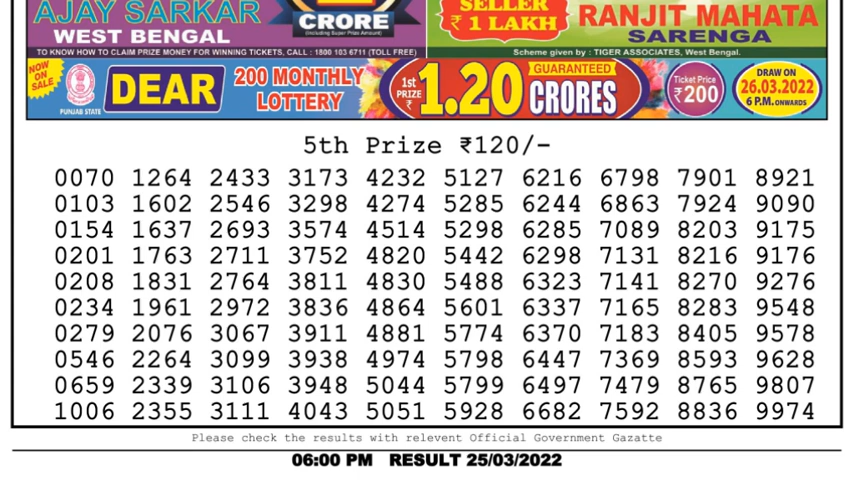 AJAY SARKAR
WEST BENGAL
CRORE
(Including Super Prize Amount)
TO KNOW HOW TO CLAIM PRIZE MONEY FOR WINNING TICKETS, CALL : 1800 103 6711 (TOLL FREE)
SELLER
₹ 1 LAKH
RANJIT MAHATA
SARENGA
Scheme given by : TIGER ASSOCIATES, West Bengal.
NOW ON SALE
PUNJAB STATE
DEAR
200 MONTHLY
LOTTERY
1st PRIZE ₹
1.20
GUARANTEED
CRORES
Ticket Price
₹200
DRAW ON
26.03.2022
6 P.M. ONWARDS
5th Prize ₹120/-
0070 1264 2433 3173 4232 5127 6216 6798 7901 8921
0103 1602 2546 3298 4274 5285 6244 6863 7924 9090
0154 1637 2693 3574 4514 5298 6285 7089 8203 9175
0201 1763 2711 3752 4820 5442 6298 7131 8216 9176
0208 1831 2764 3811 4830 5488 6323 7141 8270 9276
0234 1961 2972 3836 4864 5601 6337 7165 8283 9548
0279 2076 3067 3911 4881 5774 6370 7183 8405 9578
0546 2264 3099 3938 4974 5798 6447 7369 8593 9628
0659 2339 3106 3948 5044 5799 6497 7479 8765 9807
1006 2355 3111 4043 5051 5928 6682 7592 8836 9974
Please check the results with relevent Official Government Gazatte
06:00 PM RESULT 25/03/2022